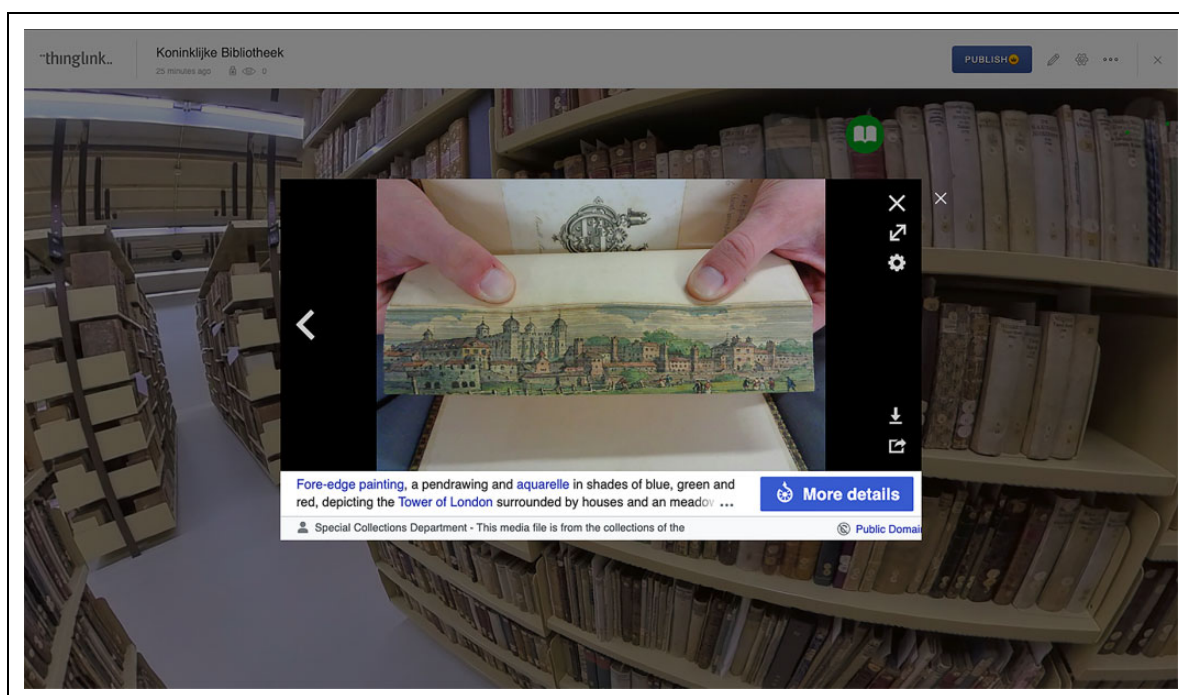 thinglink..
Koninklijke Bibliotheek
25 minutes ago 0
PUBLISH
Fore-edge painting, a pendrawing and aquarelle in shades of blue, green and
red, depicting the Tower of London surrounded by houses and an meadow ...
More details
Special Collections Department - This media file is from the collections of the
Public Domain